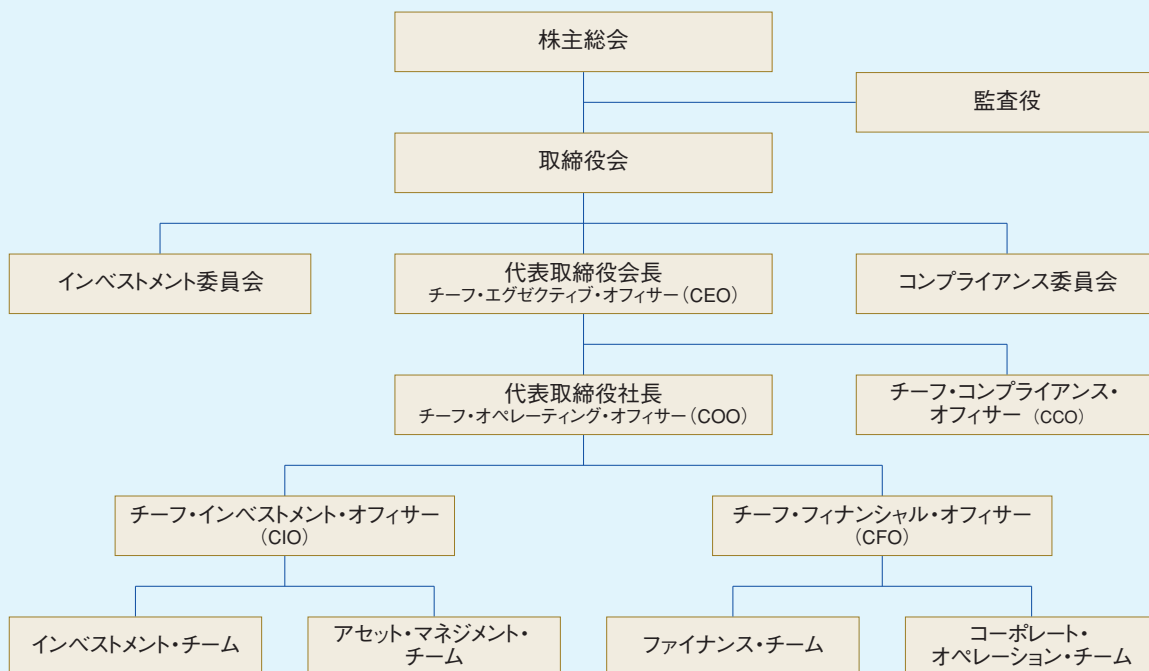 株主総会
監査役
取締役会
インベストメント委員会
代表取締役会長
チーフ・エグゼクティブ・オフィサー（CEO）
コンプライアンス委員会
代表取締役社長
チーフ・オペレーティング・オフィサー（COO）
チーフ・コンプライアンス・
オフィサー（CCO）
チーフ・インベストメント・オフィサー
（CIO）
チーフ・フィナンシャル・オフィサー
（CFO）
インベストメント・チーム
アセット・マネジメント・
チーム
ファイナンス・チーム
コーポレート・
オペレーション・チーム